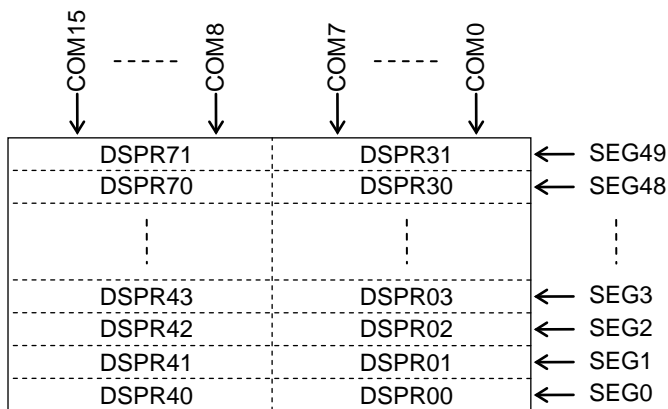 COM15 COM8 COM7 COM0
DSPR71 DSPR31 SEG49
DSPR70 DSPR30 SEG48
DSPR43 DSPR03 SEG3
DSPR42 DSPR02 SEG2
DSPR41 DSPR01 SEG1
DSPR40 DSPR00 SEG0